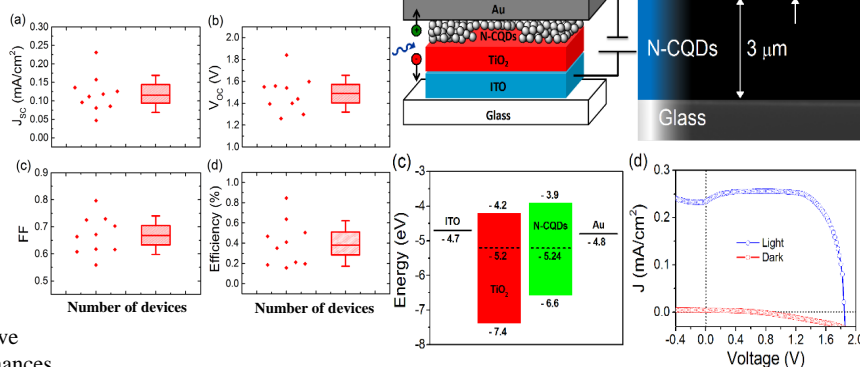 (a)
0.30
0.25
0.20
0.15
0.10
0.05
0.00
J_SC (mA/cm²)
(b)
2.0
1.8
1.6
1.4
1.2
1.0
V_OC (V)
(c)
0.9
0.8
0.7
0.6
0.5
FF
Number of devices
(d)
1.0
0.8
0.6
0.4
0.2
0.0
Efficiency (%)
Number of devices
ve
nances
Au
N-CQDs
TiO₂
ITO
Glass
N-CQDs
3 μm
Glass
(c)
Energy (eV)
-3
-4
-5
-6
-7
-8
ITO
- 4.7
- 4.2
- 5.2
TiO₂
- 7.4
- 3.9
N-CQDs
- 5.24
- 6.6
Au
- 4.8
(d)
J (mA/cm²)
0.3
0.2
0.1
0.0
Light
Dark
-0.4 0.0 0.4 0.8 1.2 1.6 2.0
Voltage (V)